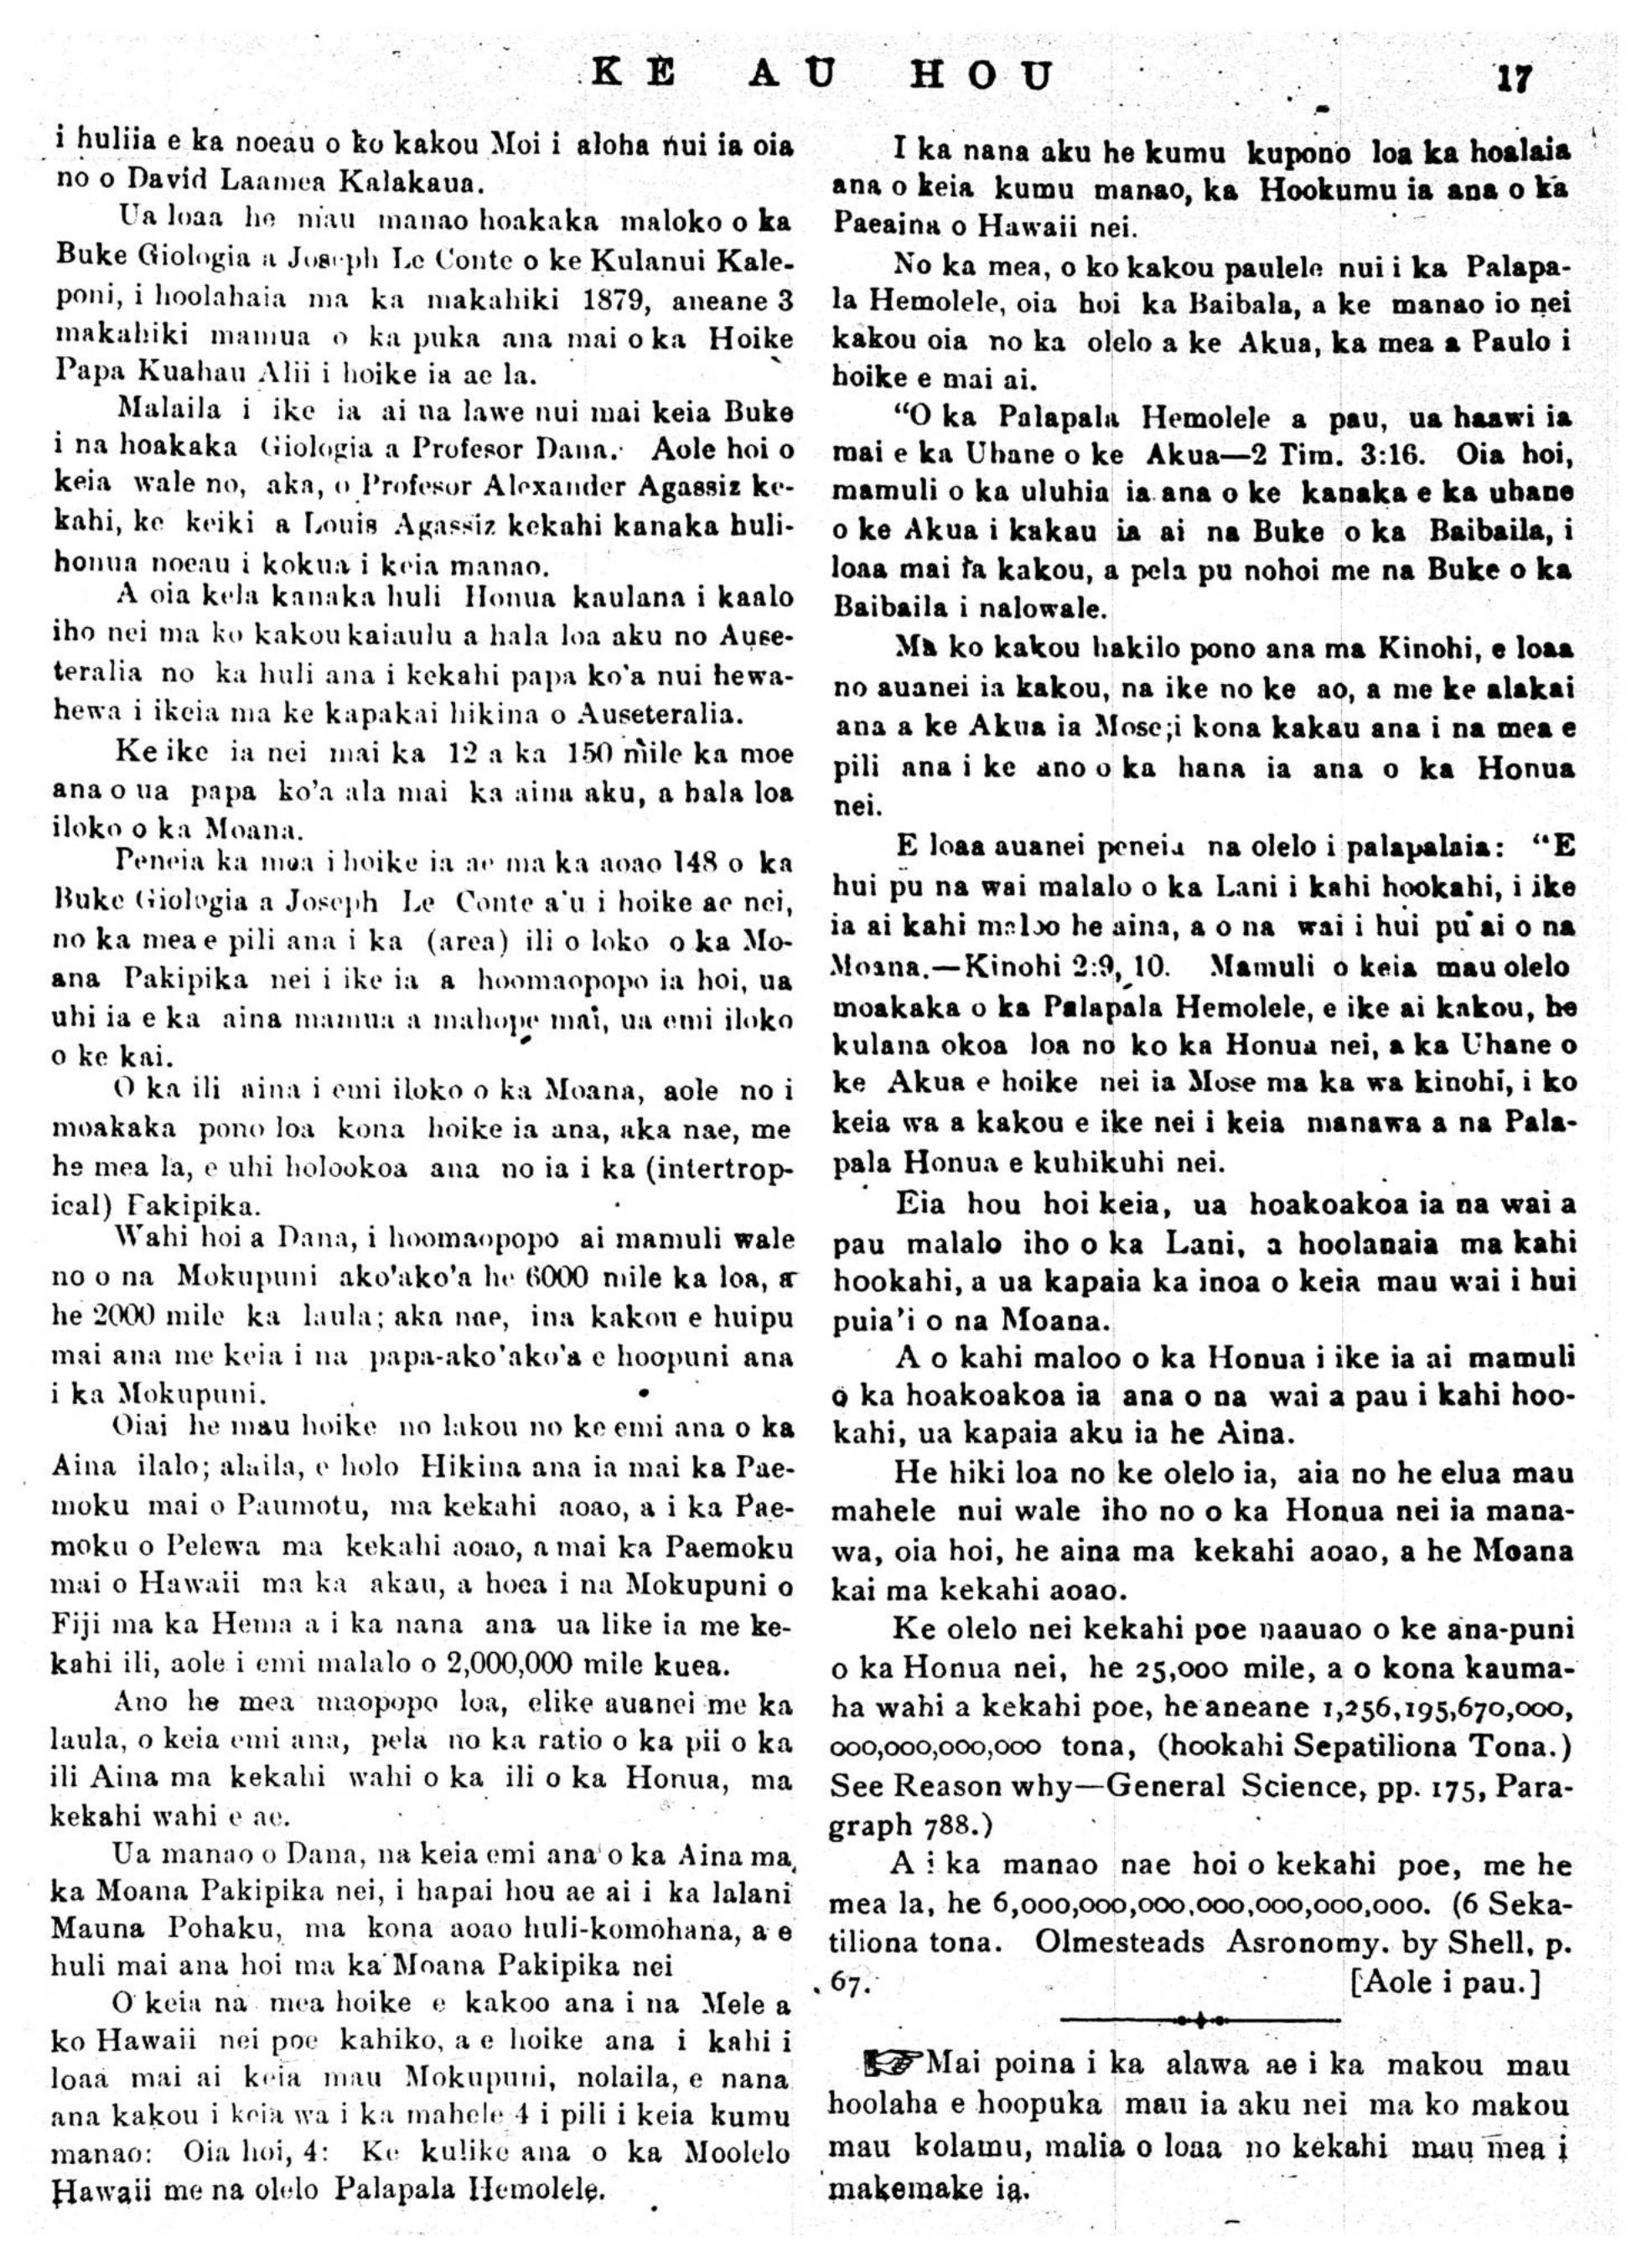 KE AU HOU 17
i huliia e ka noeau o ko kakou Moi i aloha nui ia oia
no o David Laamea Kalakaua.
Ua loaa he mau manao hoakaka maloko o ka
Buke Giologia a Joseph Le Conte o ke Kulanui Kale-
poni, i hoolahaia ma ka makahiki 1879, aneane 3
makahiki mamua o ka puka ana mai o ka Hoike
Papa Kuahau Alii i hoike ia ae la.
Malaila i ike ia ai na lawe nui mai keia Buke
i na hoakaka Giologia a Profesor Dana. Aole hoi o
keia wale no, aka, o Profesor Alexander Agassiz ke-
kahi, ke keiki a Louis Agassiz kekahi kanaka huli-
honua noeau i kokua i keia manao.
A oia kela kanaka huli Honua kaulana i kaalo
iho nei ma ko kakou kaiaulu a hala loa aku no Ause-
teralia no ka huli ana i kekahi papa ko'a nui hewa-
hewa i ikeia ma ke kapakai hikina o Auseteralia.
Ke ike ia nei mai ka 12 a ka 150 mile ka moe
ana o ua papa ko'a ala mai ka aina aku, a hala loa
iloko o ka Moana.
Peneia ka mea i hoike ia ae ma ka aoao 148 o ka
Buke Giologia a Joseph Le Conte a'u i hoike ae nei,
no ka mea e pili ana i ka (area) ili o loko o ka Mo-
ana Pakipika nei i ike ia a hoomaopopo ia hoi, ua
uhi ia e ka aina mamua a mahope mai, ua emi iloko
o ke kai.
O ka ili aina i emi iloko o ka Moana, aole no i
moakaka pono loa kona hoike ia ana, aka nae, me
he mea la, e uhi holookoa ana no ia i ka (intertrop-
ical) Pakipika.
Wahi hoi a Dana, i hoomaopopo ai mamuli wale
no o na Mokupuni ako'ako'a he 6000 mile ka loa, a
he 2000 mile ka laula; aka nae, ina kakou e huipu
mai ana me keia i na papa-ako'ako'a e hoopuni ana
i ka Mokupuni.
Oiai he mau hoike no lakou no ke emi ana o ka
Aina ilalo; alaila, e holo Hikina ana ia mai ka Pae-
moku mai o Paumotu, ma kekahi aoao, a i ka Pae-
moku o Pelewa ma kekahi aoao, a mai ka Paemoku
mai o Hawaii ma ka akau, a hoea i na Mokupuni o
Fiji ma ka Hema a i ka nana ana ua like ia me ke-
kahi ili, aole i emi malalo o 2,000,000 mile kuea.
Ano he mea maopopo loa, elike auanei me ka
laula, o keia emi ana, pela no ka ratio o ka pii o ka
ili Aina ma kekahi wahi o ka ili o ka Honua, ma
kekahi wahi e ae.
Ua manao o Dana, na keia emi ana o ka Aina ma
ka Moana Pakipika nei, i hapai hou ae ai i ka lalani
Mauna Pohaku, ma kona aoao huli-komohana, a e
huli mai ana hoi ma ka Moana Pakipika nei
O keia na mea hoike e kakoo ana i na Mele a
ko Hawaii nei poe kahiko, a e hoike ana i kahi i
loaa mai ai keia mau Mokupuni, nolaila, e nana
ana kakou i keia wa i ka mahele 4 i pili i keia kumu
manao: Oia hoi, 4: Ke kulike ana o ka Moolelo
Hawaii me na olelo Palapala Hemolele.
I ka nana aku he kumu kupono loa ka hoalaia
ana o keia kumu manao, ka Hookumu ia ana o ka
Paeaina o Hawaii nei.
No ka mea, o ko kakou paulele nui i ka Palapa-
la Hemolele, oia hoi ka Baibala, a ke manao io nei
kakou oia no ka olelo a ke Akua, ka mea a Paulo i
hoike e mai ai.
"O ka Palapala Hemolele a pau, ua haawi ia
mai e ka Uhane o ke Akua—2 Tim. 3:16. Oia hoi,
mamuli o ka uluhia ia ana o ke kanaka e ka uhane
o ke Akua i kakau ia ai na Buke o ka Baibaila, i
loaa mai ia kakou, a pela pu nohoi me na Buke o ka
Baibaila i nalowale.
Ma ko kakou hakilo pono ana ma Kinohi, e loaa
no auanei ia kakou, na ike no ke ao, a me ke alakai
ana a ke Akua ia Mose;i kona kakau ana i na mea e
pili ana i ke ano o ka hana ia ana o ka Honua
nei.
E loaa auanei peneia na olelo i palapalaia: "E
hui pu na wai malalo o ka Lani i kahi hookahi, i ike
ia ai kahi maloo he aina, a o na wai i hui pu ai o na
Moana.—Kinohi 2:9, 10. Mamuli o keia mau olelo
moakaka o ka Palapala Hemolele, e ike ai kakou, he
kulana okoa loa no ko ka Honua nei, a ka Uhane o
ke Akua e hoike nei ia Mose ma ka wa kinohi, i ko
keia wa a kakou e ike nei i keia manawa a na Pala-
pala Honua e kuhikuhi nei.
Eia hou hoi keia, ua hoakoakoa ia na wai a
pau malalo iho o ka Lani, a hoolanaia ma kahi
hookahi, a ua kapaia ka inoa o keia mau wai i hui
puia'i o na Moana.
A o kahi maloo o ka Honua i ike ia ai mamuli
o ka hoakoakoa ia ana o na wai a pau i kahi hoo-
kahi, ua kapaia aku ia he Aina.
He hiki loa no ke olelo ia, aia no he elua mau
mahele nui wale iho no o ka Honua nei ia mana-
wa, oia hoi, he aina ma kekahi aoao, a he Moana
kai ma kekahi aoao.
Ke olelo nei kekahi poe naauao o ke ana-puni
o ka Honua nei, he 25,000 mile, a o kona kauma-
ha wahi a kekahi poe, he aneane 1,256,195,670,000,
000,000,000,000 tona, (hookahi Sepatiliona Tona.)
See Reason why—General Science, pp. 175, Para-
graph 788.)
A i ka manao nae hoi o kekahi poe, me he
mea la, he 6,000,000,000,000,000,000,000. (6 Seka-
tiliona tona. Olmesteads Asronomy. by Shell, p.
67. [Aole i pau.]
☞Mai poina i ka alawa ae i ka makou mau
hoolaha e hoopuka mau ia aku nei ma ko makou
mau kolamu, malia o loaa no kekahi mau mea i
makemake ia.